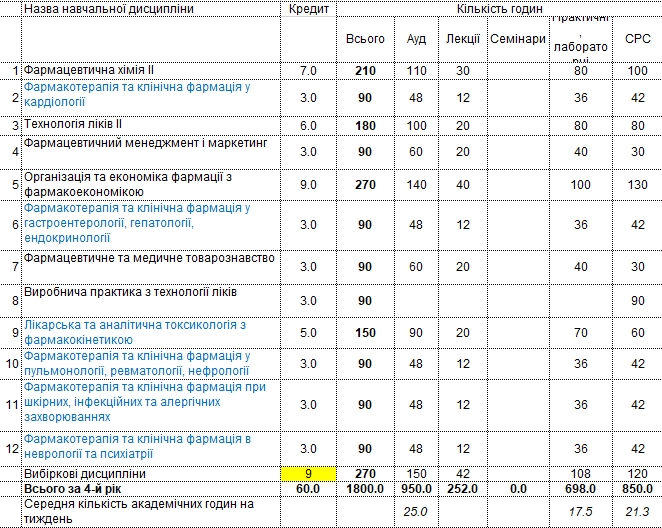 Назва навчальної дисципліни Кредит Кількість годин
Всього Ауд Лекції Семінари Практичні, лаборато СРС
1 Фармацевтична хімія II 7.0 210 110 30 80 100
2 Фармакотерапія та клінічна фармація у
кардіології 3.0 90 48 12 36 42
3 Технологія ліків II 6.0 180 100 20 80 80
4 Фармацевтичний менеджмент і маркетинг 3.0 90 60 20 40 30
5 Організація та економіка фармації з
фармакоекономікою 9.0 270 140 40 100 130
6 Фармакотерапія та клінічна фармація у
гастроентерології, гепатології,
ендокринології 3.0 90 48 12 36 42
7 Фармацевтичне та медичне товарознавство 3.0 90 60 20 40 30
8 Виробнича практика з технології ліків 3.0 90 90
9 Лікарська та аналітична токсикологія з
фармакокінетикою 5.0 150 90 20 70 60
10 Фармакотерапія та клінічна фармація у
пульмонології, ревматології, нефрології 3.0 90 48 12 36 42
11 Фармакотерапія та клінічна фармація при
шкірних, інфекційних та алергічних
захворюваннях 3.0 90 48 12 36 42
12 Фармакотерапія та клінічна фармація в
неврології та психіатрії 3.0 90 48 12 36 42
Вибіркові дисципліни 9 270 150 42 108 120
Всього за 4-й рік 60.0 1800.0 950.0 252.0 0.0 698.0 850.0
Середня кількість академічних годин на
тиждень 25.0 17.5 21.3